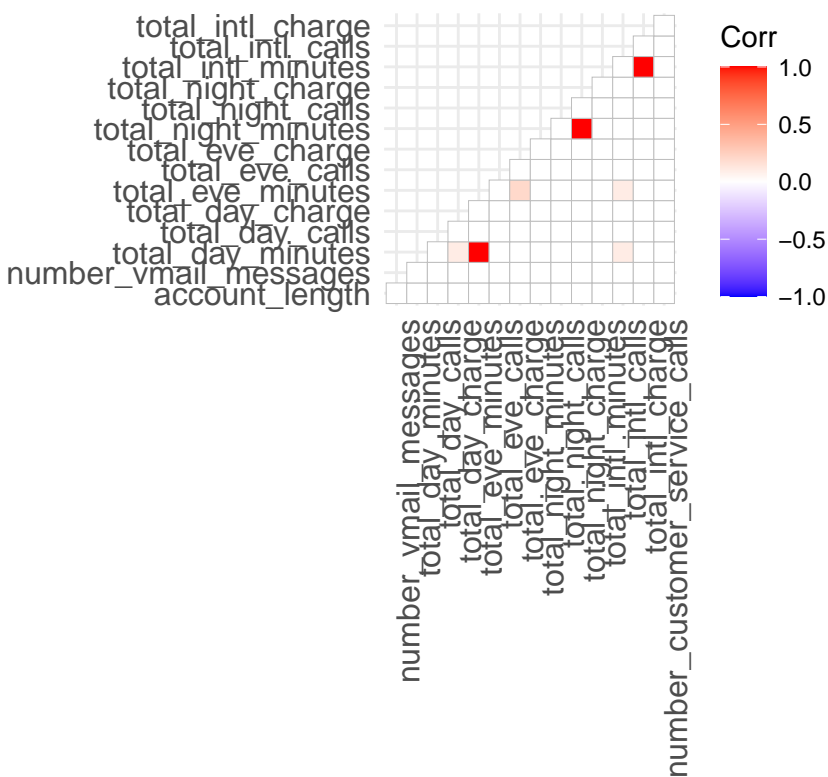 total_intl_charge
total_intl_calls
total_intl_minutes
total_night_charge
total_night_calls
total_night_minutes
total_eve_charge
total_eve_calls
total_eve_minutes
total_day_charge
total_day_calls
total_day_minutes
number_vmail_messages
account_length
number_vmail_messages
total_day_minutes
total_day_calls
total_day_charge
total_eve_minutes
total_eve_calls
total_eve_charge
total_night_minutes
total_night_calls
total_night_charge
total_intl_minutes
total_intl_calls
total_intl_charge
number_customer_service_calls
Corr
1.0
0.5
0.0
−0.5
−1.0